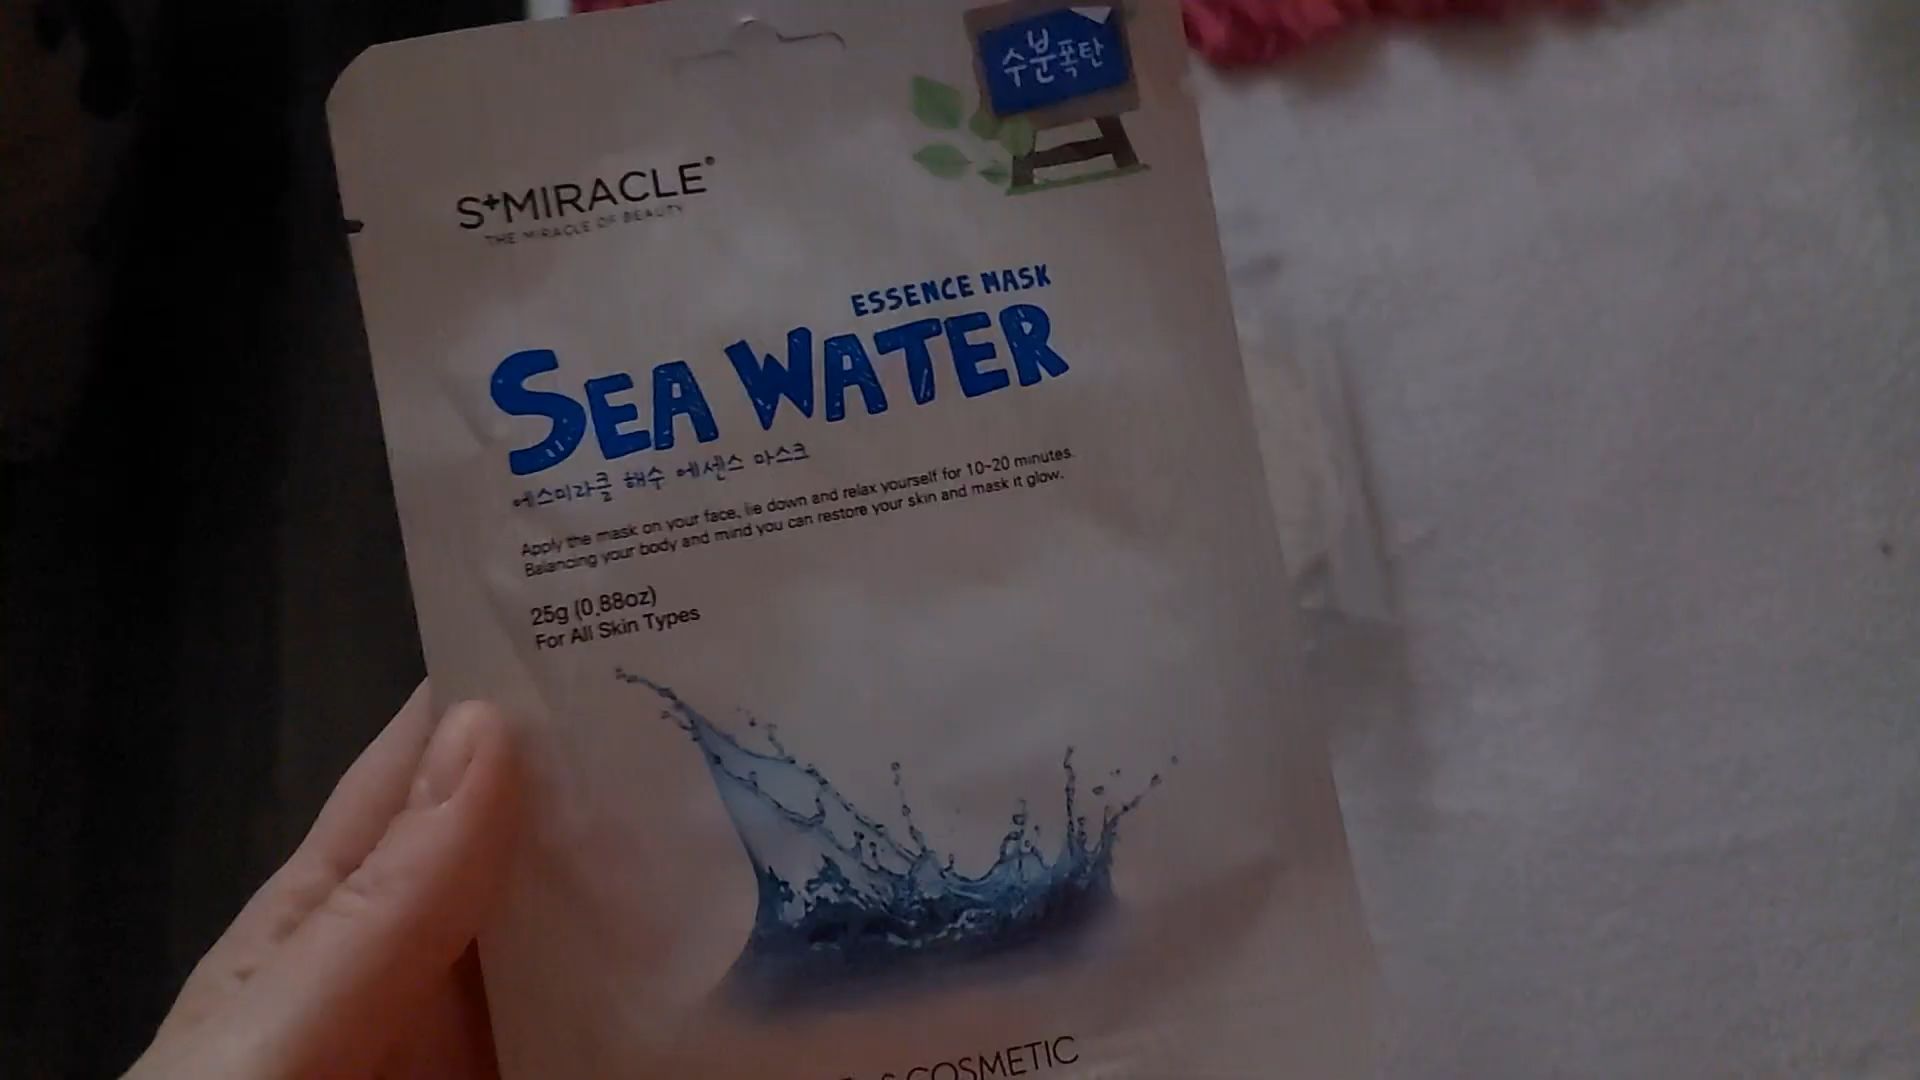 수분폭탄
S+MIRACLE®
THE MIRACLE OF BEAUTY
ESSENCE MASK
SEA WATER
에스미라클 해수 에센스 마스크
Apply the mask on your face, lie down and relax yourself for 10~20 minutes.
Balancing your body and mind you can restore your skin and mask it glow.
25g (0.88oz)
For All Skin Types
COSMETIC